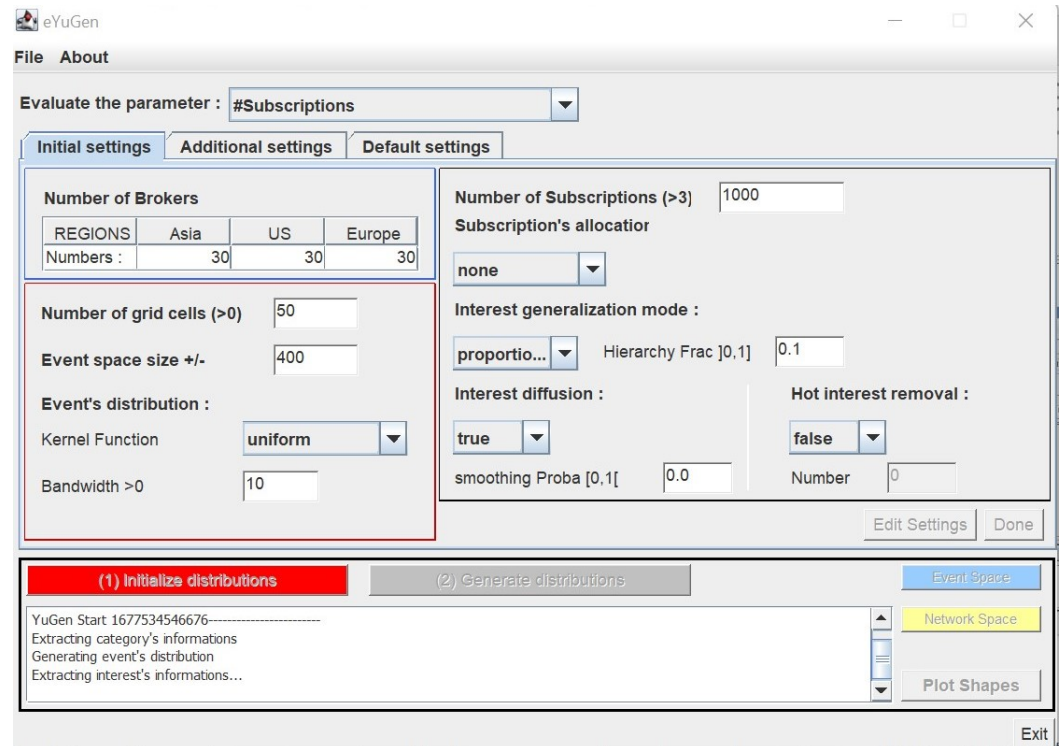 eYuGen
File About
Evaluate the parameter : #Subscriptions
Initial settings Additional settings Default settings
Number of Brokers
REGIONS Asia US Europe
Numbers : 30 30 30
Number of grid cells (>0) 50
Event space size +/- 400
Event's distribution :
Kernel Function uniform
Bandwidth >0 10
Number of Subscriptions (>3) 1000
Subscription's allocation
none
Interest generalization mode :
proportio... Hierarchy Frac ]0,1] 0.1
Interest diffusion : Hot interest removal :
true false
smoothing Proba [0,1[ 0.0 Number 0
Edit Settings Done
(1) Initialize distributions (2) Generate distributions Event Space
YuGen Start 1677534546676------------------------
Extracting category's informations
Generating event's distribution
Extracting interest's informations...
Network Space
Plot Shapes
Exit